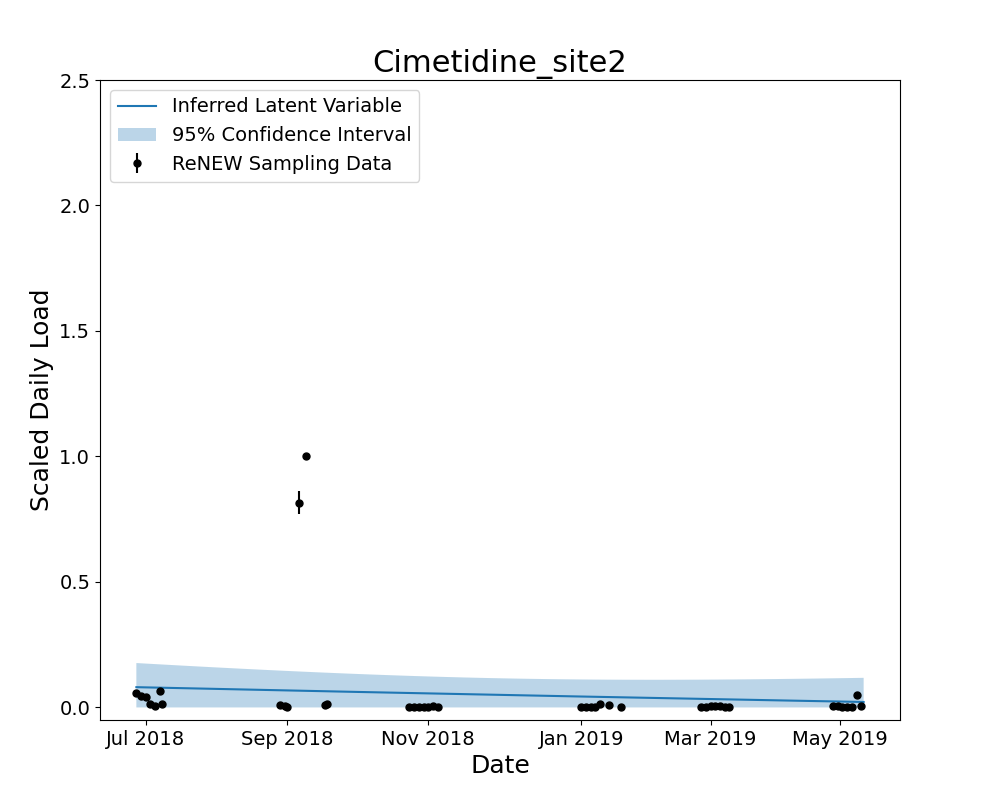 Cimetidine_site2
Inferred Latent Variable
95% Confidence Interval
ReNEW Sampling Data
Scaled Daily Load
2.5
2.0
1.5
1.0
0.5
0.0
Jul 2018 Sep 2018 Nov 2018 Jan 2019 Mar 2019 May 2019
Date